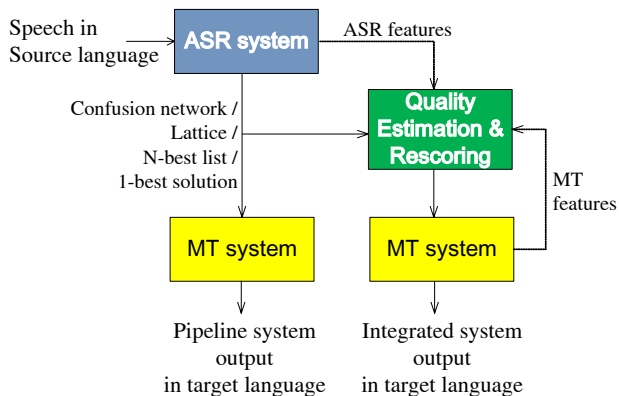 Speech in
Source language
ASR system
ASR features
Confusion network /
Lattice /
N-best list /
1-best solution
Quality
Estimation &
Rescoring
MT
features
MT system
MT system
Pipeline system
output
in target language
Integrated system
output
in target language